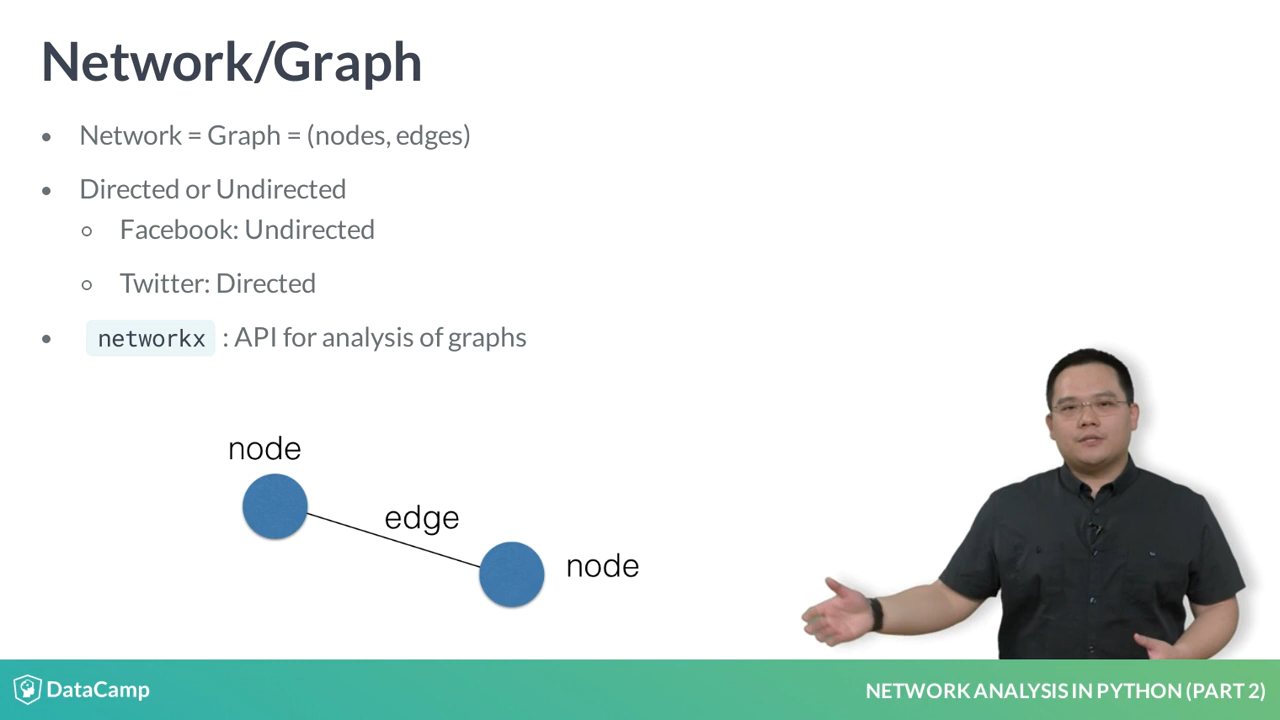 Network/Graph
Network = Graph = (nodes, edges)
Directed or Undirected
Facebook: Undirected
Twitter: Directed
networkx : API for analysis of graphs
node
edge
node
DataCamp
NETWORK ANALYSIS IN PYTHON (PART 2)